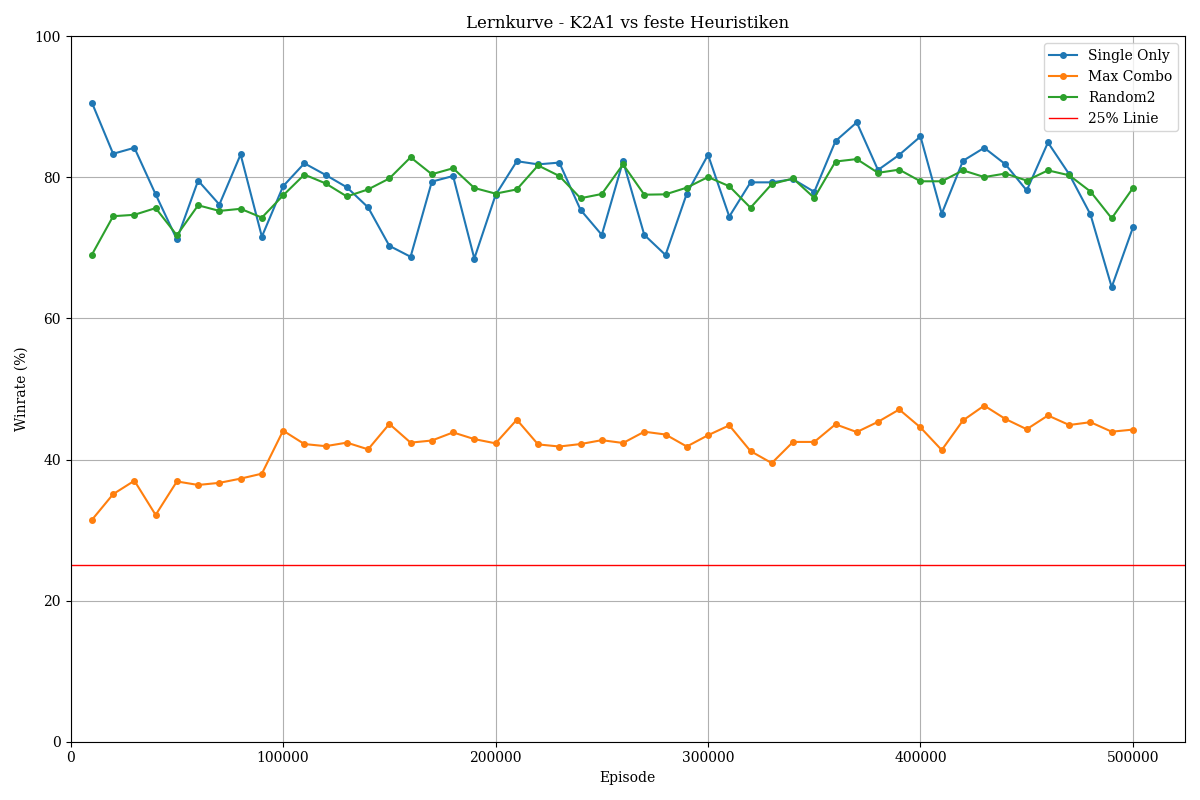 Lernkurve - K2A1 vs feste Heuristiken
100
80
60
40
20
0
Winrate (%)
Single Only
Max Combo
Random2
25% Linie
0
100000
200000
300000
400000
500000
Episode